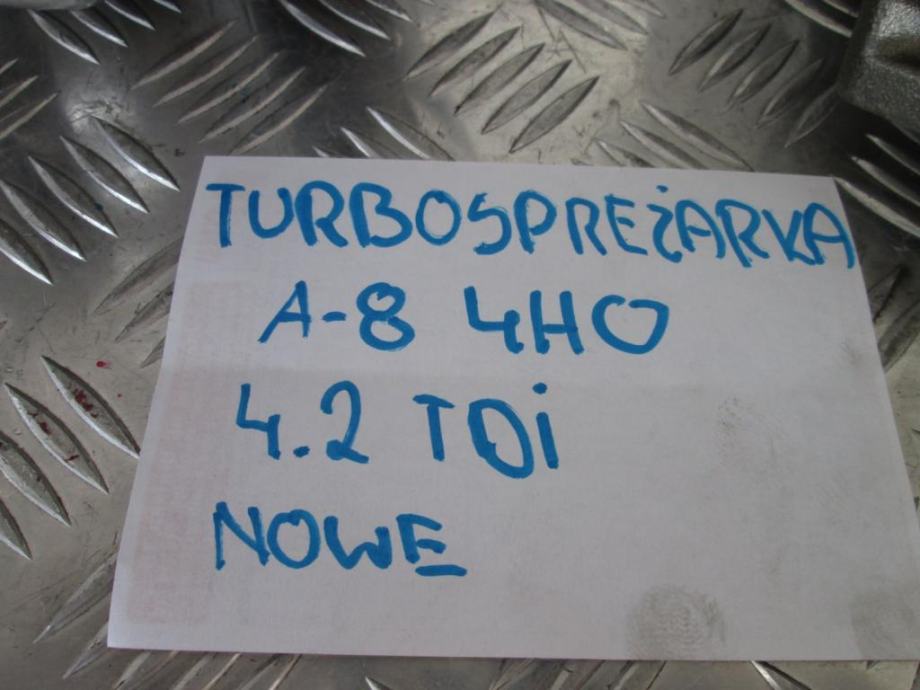 TURBOSPREŻARKA
A-8 4HO
4.2 TDi
NOWE